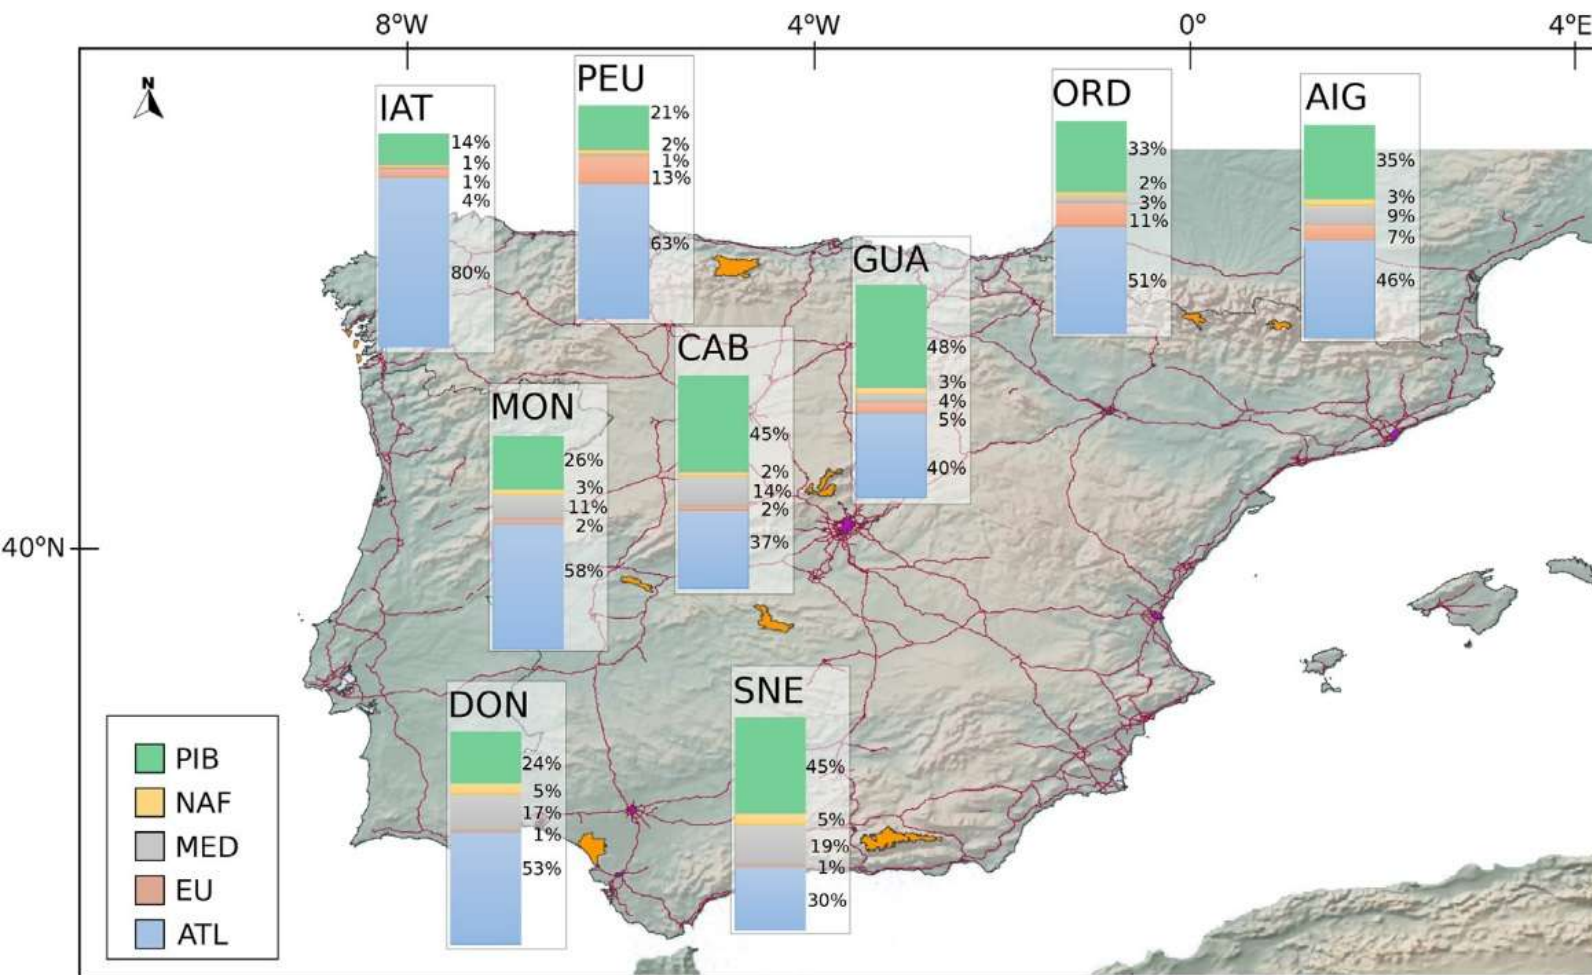 8°W
4°W
0°
4°E
N
40°N
IAT
14%
1%
1%
4%
80%
PEU
21%
2%
1%
13%
63%
ORD
33%
2%
3%
11%
51%
AIG
35%
3%
9%
7%
46%
GUA
48%
3%
4%
5%
40%
CAB
45%
2%
14%
2%
37%
MON
26%
3%
11%
2%
58%
DON
24%
5%
17%
1%
53%
SNE
45%
5%
19%
1%
30%
PIB
NAF
MED
EU
ATL